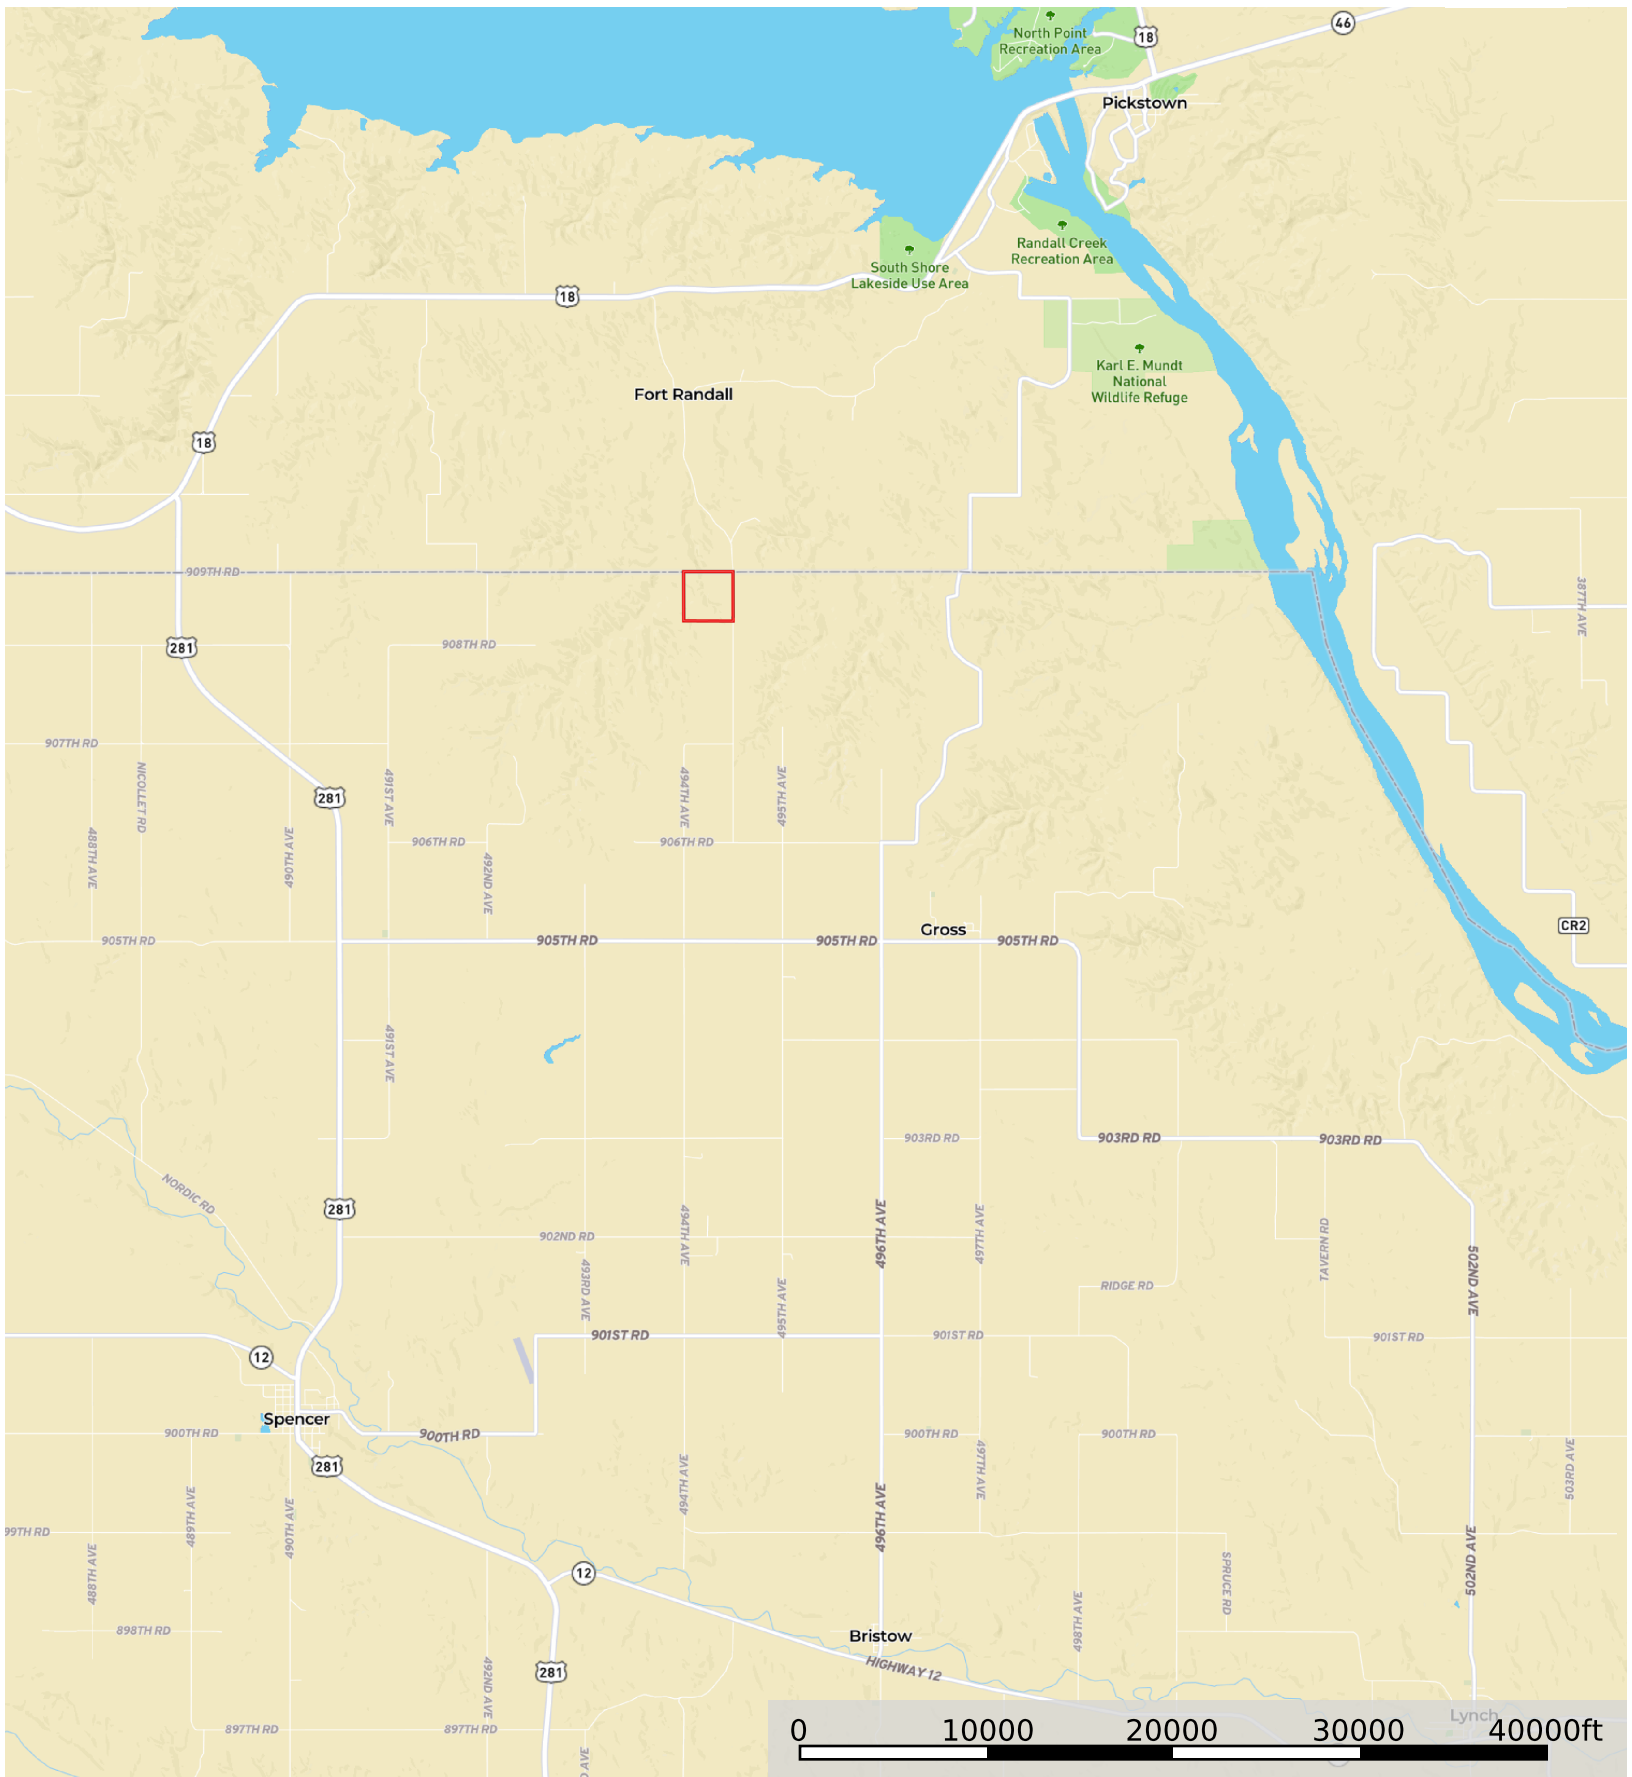 46
18
North Point
Recreation Area
Pickstown
Randall Creek
Recreation Area
South Shore
Lakeside Use Area
18
Karl E. Mundt
National
Wildlife Refuge
Fort Randall
18
909TH RD
387TH AVE
281
908TH RD
907TH RD
NICOLLET RD
491ST AVE
494TH AVE
495TH AVE
281
488TH AVE
490TH AVE
906TH RD
906TH RD
492ND AVE
Gross
CR2
905TH RD
905TH RD
905TH RD
905TH RD
491ST AVE
903RD RD
903RD RD
903RD RD
NORDIC RD
281
494TH AVE
496TH AVE
497TH AVE
902ND RD
TAVERN RD
502ND AVE
493RD AVE
495TH AVE
RIDGE RD
901ST RD
901ST RD
901ST RD
12
Spencer
900TH RD
900TH RD
900TH RD
900TH RD
281
494TH AVE
497TH AVE
503RD AVE
489TH AVE
490TH AVE
496TH AVE
99TH RD
502ND AVE
488TH AVE
12
SPRUCE RD
498TH AVE
898TH RD
Bristow
HIGHWAY 12
281
492ND AVE
897TH RD
897TH RD
Lynch
0 10000 20000 30000 40000ft